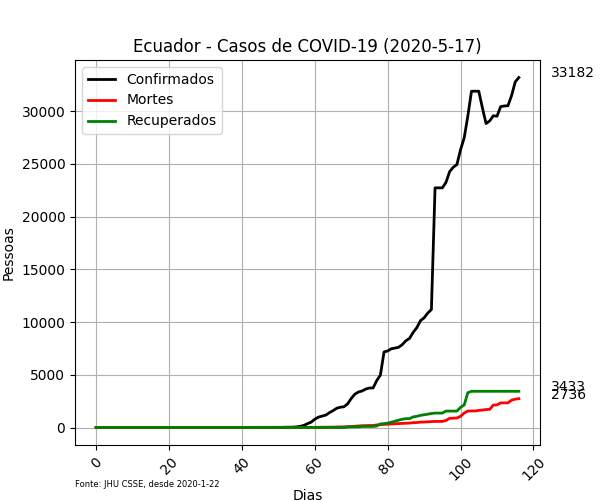 Ecuador - Casos de COVID-19 (2020-5-17)
33182
Confirmados
Mortes
Recuperados
30000
25000
20000
15000
10000
5000
0
Pessoas
3433
2736
0
20
40
60
80
100
120
Fonte: JHU CSSE, desde 2020-1-22
Dias